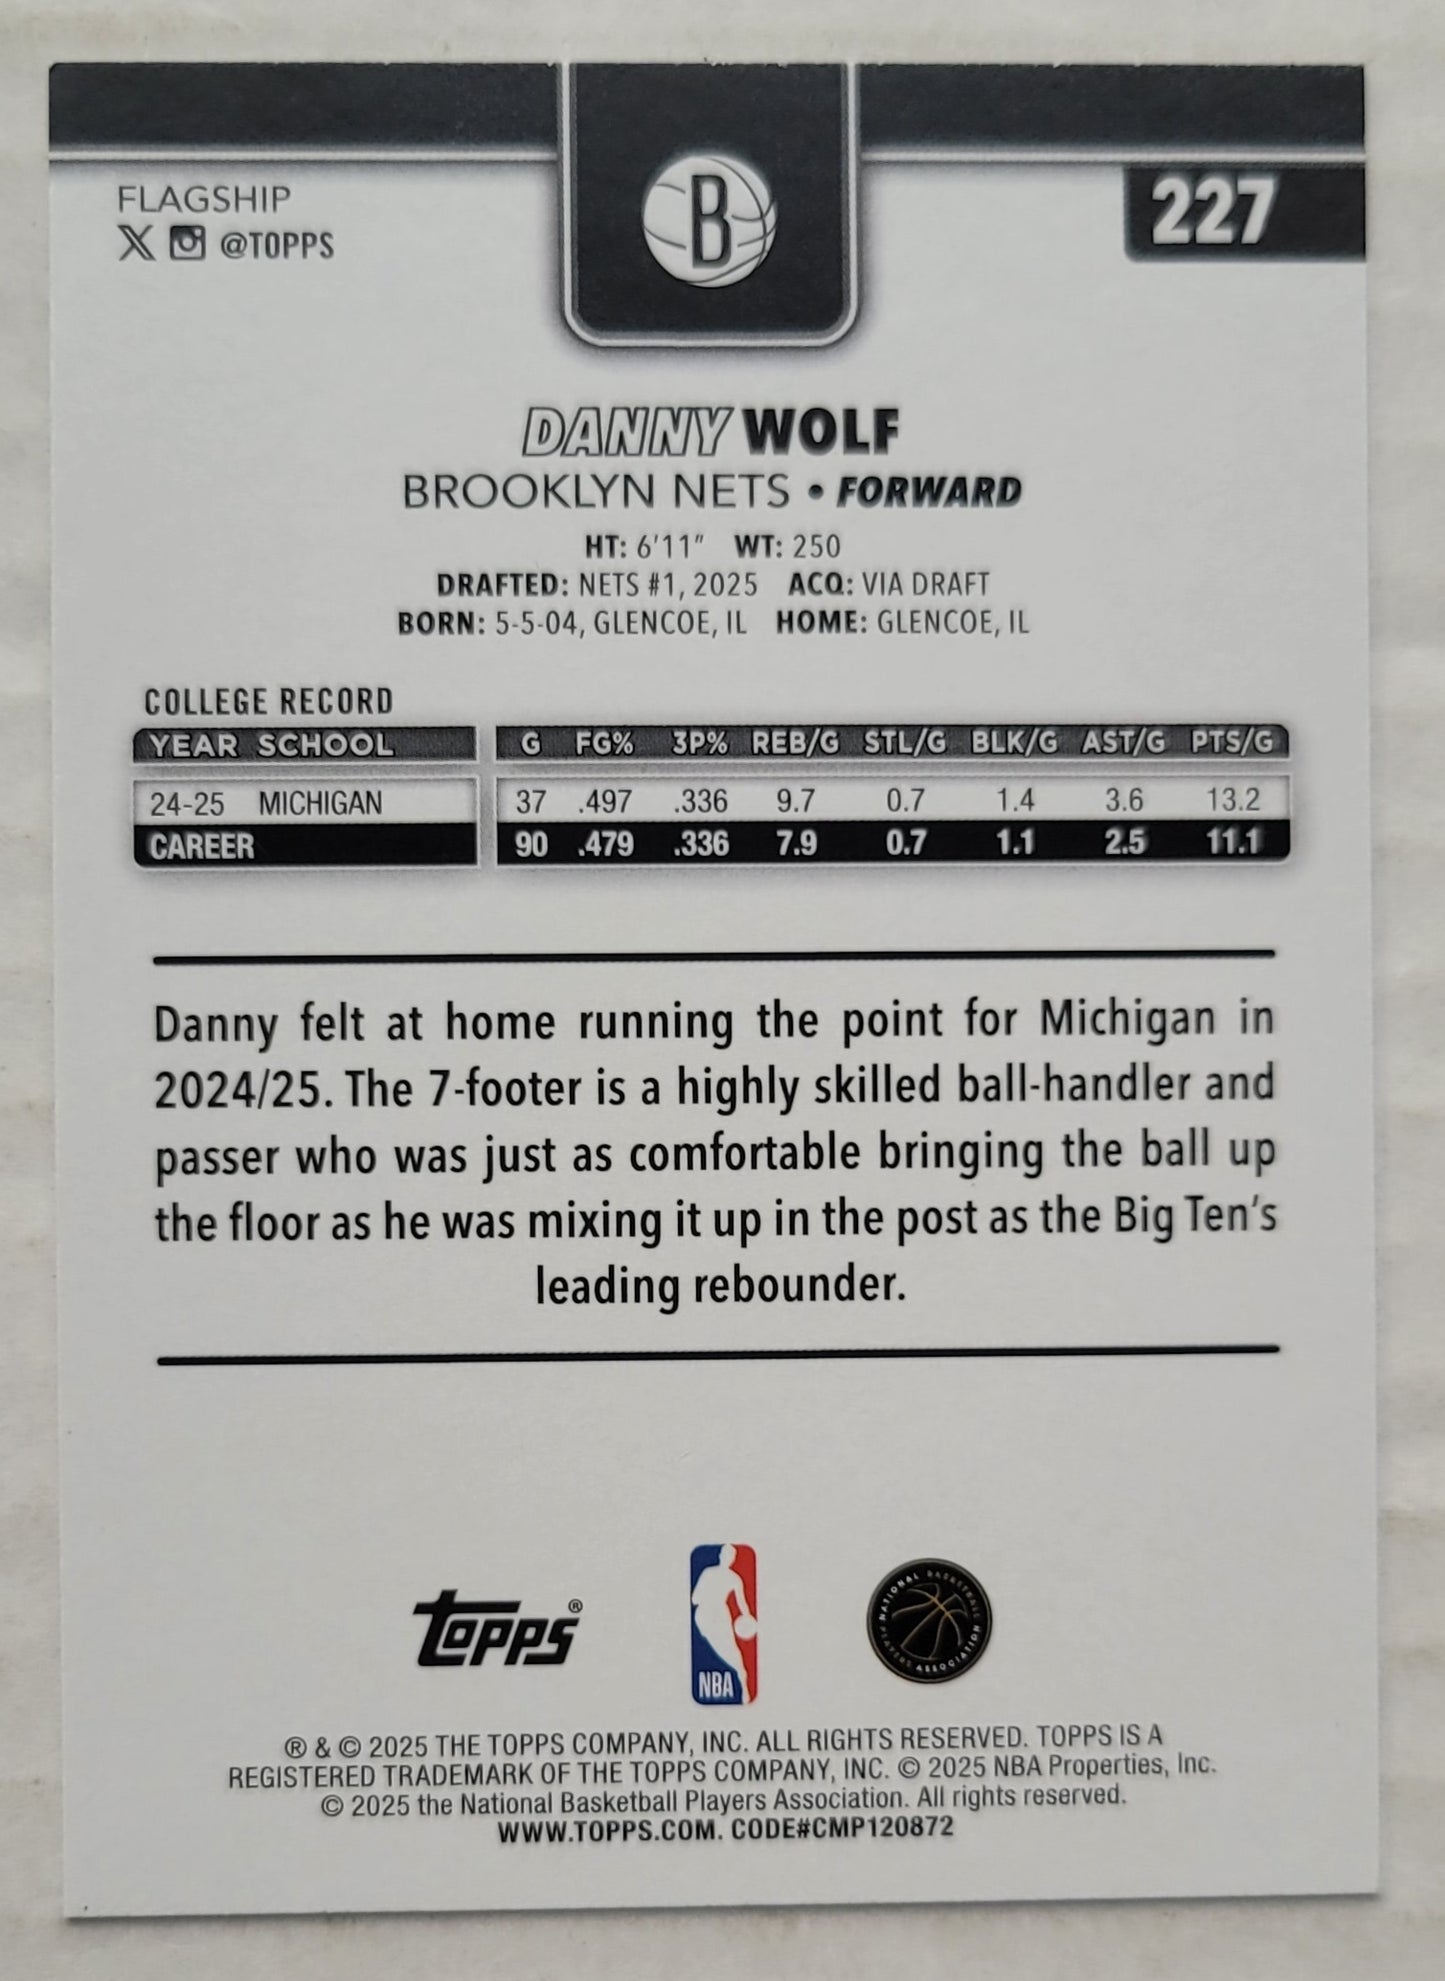 FLAGSHIP
X @TOPPS
B
227
DANNY WOLF
BROOKLYN NETS • FORWARD
HT: 6'11" WT: 250
DRAFTED: NETS #1, 2025 ACQ: VIA DRAFT
BORN: 5-5-04, GLENCOE, IL HOME: GLENCOE, IL
COLLEGE RECORD
YEAR SCHOOL G FG% 3P% REB/G STL/G BLK/G AST/G PTS/G
24-25 MICHIGAN 37 .497 .336 9.7 0.7 1.4 3.6 13.2
CAREER 90 .479 .336 7.9 0.7 1.1 2.5 11.1
Danny felt at home running the point for Michigan in
2024/25. The 7-footer is a highly skilled ball-handler and
passer who was just as comfortable bringing the ball up
the floor as he was mixing it up in the post as the Big Ten's
leading rebounder.
TOPPS®
NBA
NATIONAL BASKETBALL PLAYERS ASSOCIATION
® & © 2025 THE TOPPS COMPANY, INC. ALL RIGHTS RESERVED. TOPPS IS A
REGISTERED TRADEMARK OF THE TOPPS COMPANY, INC. © 2025 NBA Properties, Inc.
© 2025 the National Basketball Players Association. All rights reserved.
WWW.TOPPS.COM. CODE#CMP120872